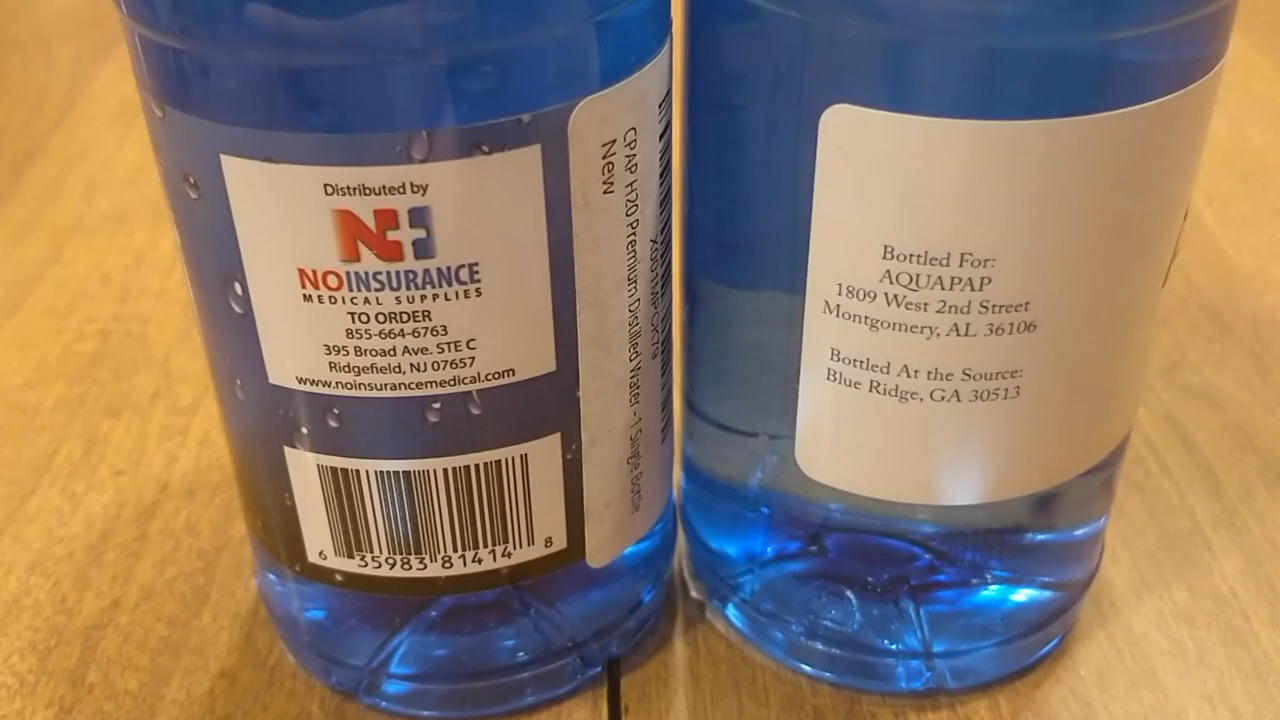 Distributed by
N
NOINSURANCE
MEDICAL SUPPLIES
TO ORDER
855-664-6763
395 Broad Ave. STE C
Ridgefield, NJ 07657
www.noinsurancemedical.com
6 35983 81414 8
CPAP H2O Premium Distilled Water - 1 Single Bottle
New
Bottled For:
AQUAPAP
1809 West 2nd Street
Montgomery, AL 36106
Bottled At the Source:
Blue Ridge, GA 30513